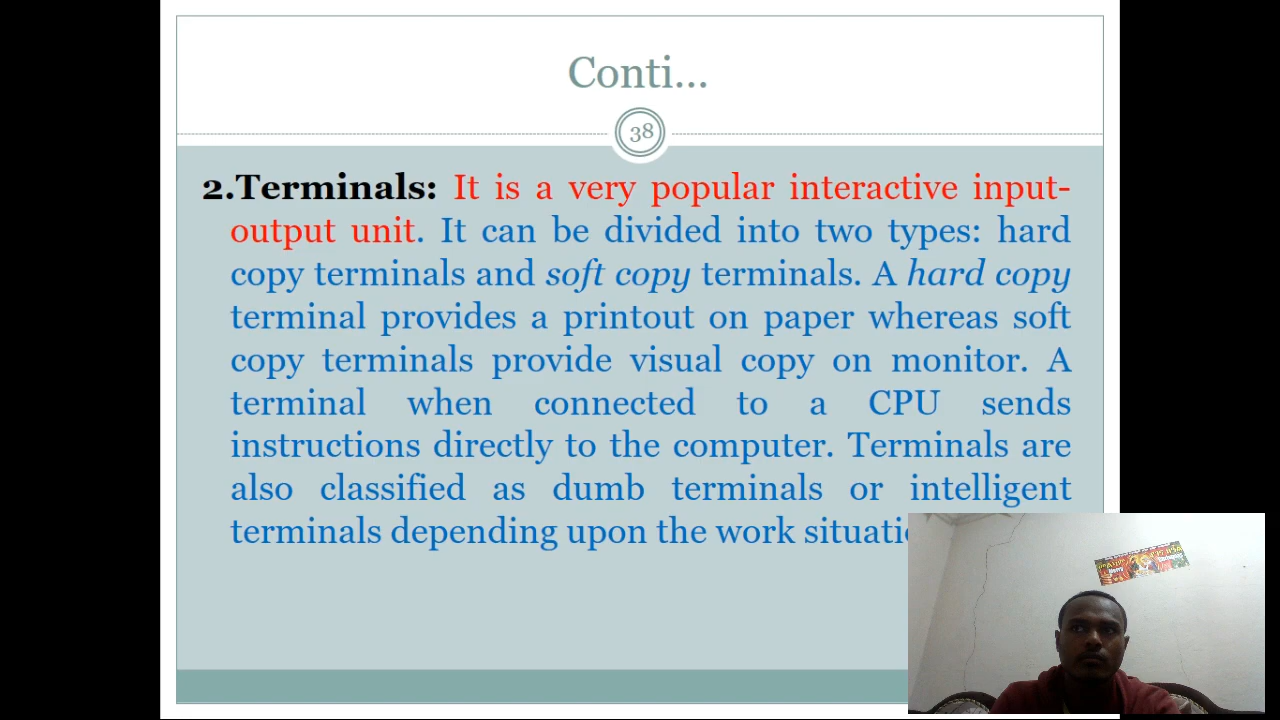 Conti...
38
2.Terminals: It is a very popular interactive input-
output unit. It can be divided into two types: hard
copy terminals and soft copy terminals. A hard copy
terminal provides a printout on paper whereas soft
copy terminals provide visual copy on monitor. A
terminal when connected to a CPU sends
instructions directly to the computer. Terminals are
also classified as dumb terminals or intelligent
terminals depending upon the work